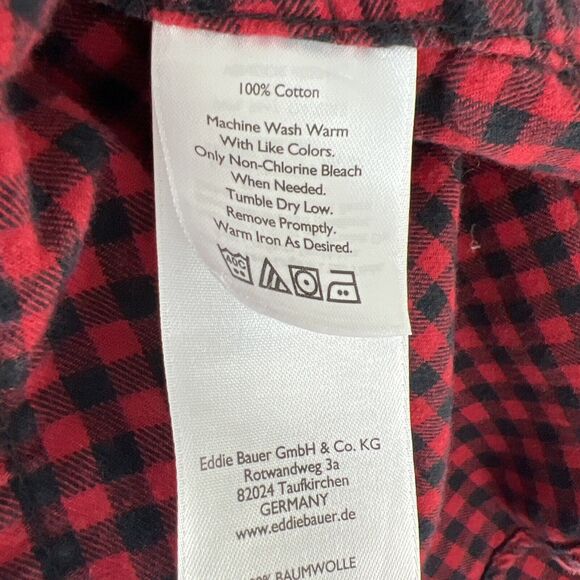 100% Cotton
Machine Wash Warm
With Like Colors.
Only Non-Chlorine Bleach
When Needed.
Tumble Dry Low.
Remove Promptly.
Warm Iron As Desired.
40C
Eddie Bauer GmbH & Co. KG
Rotwandweg 3a
82024 Taufkirchen
GERMANY
www.eddiebauer.de
BAUMWOLLE